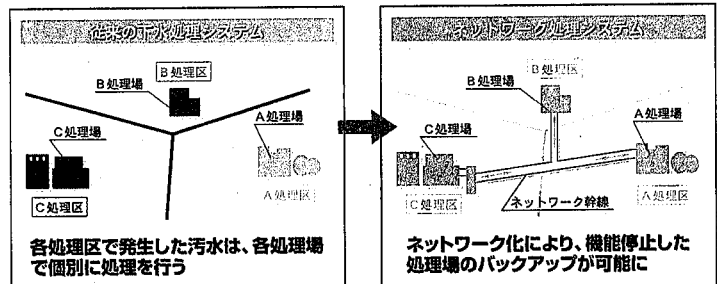 従来の下水処理システム
B処理区
B処理場
A処理場
C処理場
A処理区
C処理区
各処理区で発生した汚水は、各処理場
で個別に処理を行う
ネットワーク処理システム
B処理区
B処理場
A処理場
C処理場
C処理区
ネットワーク幹線
A処理区
ネットワーク化により、機能停止した
処理場のバックアップが可能に